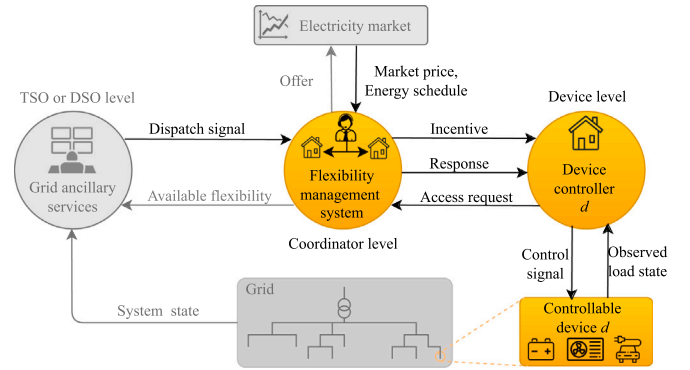 Electricity market
Offer
Market price,
Energy schedule
TSO or DSO level
Device level
Dispatch signal
Incentive
Grid ancillary
services
Flexibility
management
system
Response
Device
controller
d
Available flexibility
Access request
Coordinator level
Control
signal
Observed
load state
System state
Grid
Controllable
device d